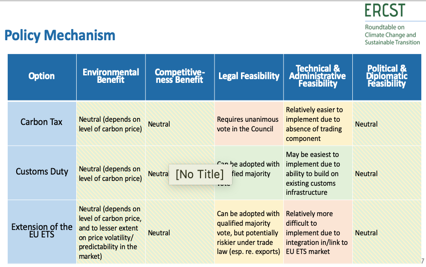 ERCST
Roundtable on
Climate Change and
Sustainable Transition
Policy Mechanism
Option
Environmental
Benefit
Competitive-
ness Benefit
Legal Feasibility
Technical &
Administrative
Feasibility
Political &
Diplomatic
Feasibility
Carbon Tax
Neutral (depends on
level of carbon price)
Neutral
Requires unanimous
vote in the Council
Relatively easier to
implement due to
absence of trading
component
Neutral
Customs Duty
Neutral (depends on
level of carbon price)
[No Title]
be adopted with
majority
May be easiest to
implement due to
ability to build on
existing customs
infrastructure
Neutral
Extension of the
EU ETS
Neutral (depends on
level of carbon price,
and to lesser extent
on price volatility/
predictability in the
market)
Neutral
Can be adopted with
qualified majority
vote, but potentially
riskier under trade
law (esp. re. exports)
Relatively more
difficult to
implement due to
integration in/link to
EU ETS market
Neutral
7